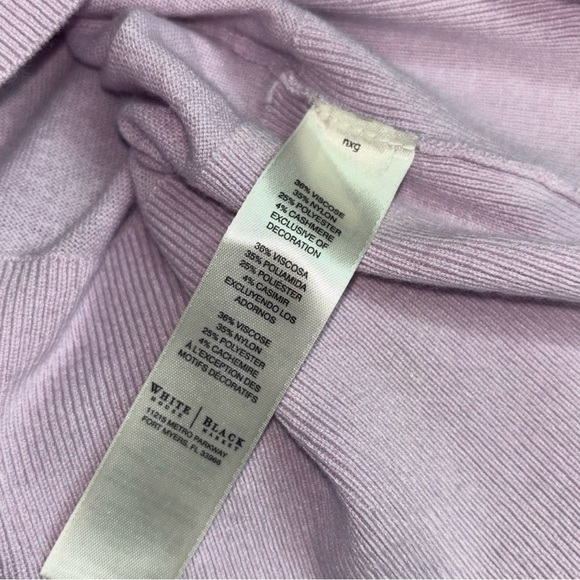 nxg
36% VISCOSE
35% NYLON
25% POLYESTER
4% CASHMERE
EXCLUSIVE OF
DECORATION
36% VISCOSA
35% POLIAMIDA
25% POLIÉSTER
4% CASIMIR
EXCLUYENDO LOS
ADORNOS
36% VISCOSE
35% NYLON
25% POLYESTER
4% CACHEMIRE
À L'EXCEPTION DES
MOTIFS DÉCORATIFS
WHITE | BLACK
HOUSE | MARKET
11215 METRO PARKWAY
FORT MYERS, FL 33966